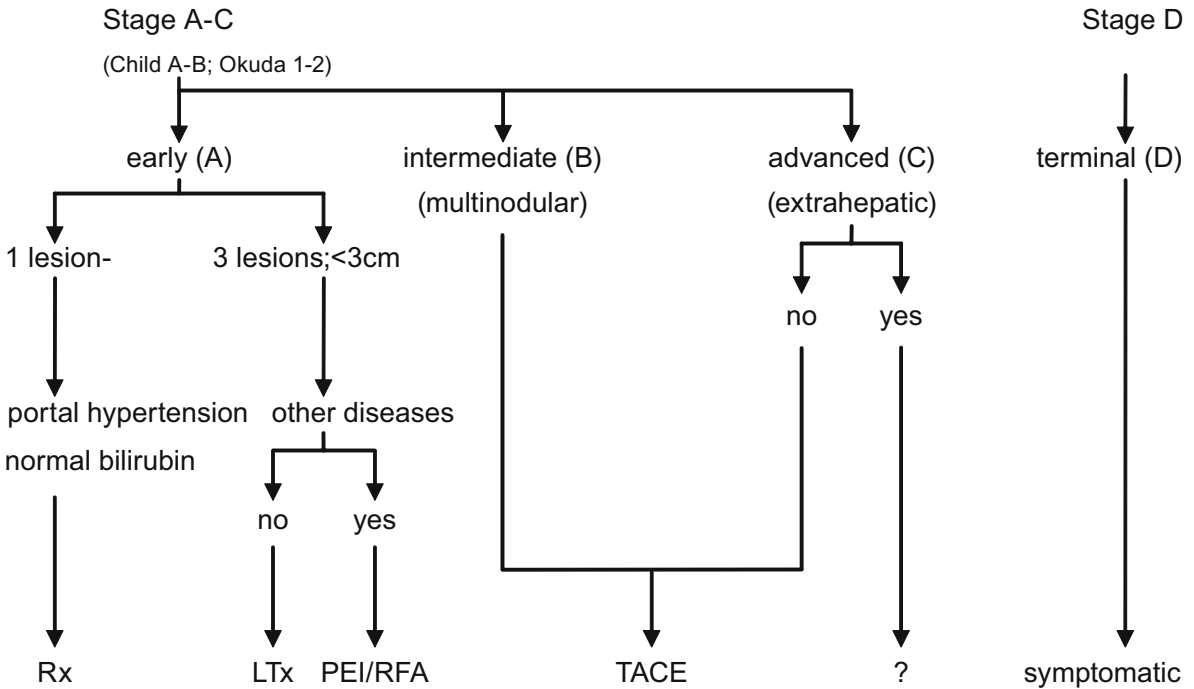 Stage A-C
Stage D
(Child A-B; Okuda 1-2)
early (A)
intermediate (B)
advanced (C)
terminal (D)
(multinodular)
(extrahepatic)
1 lesion-
3 lesions;<3cm
no
yes
portal hypertension
other diseases
normal bilirubin
no
yes
Rx
LTx
PEI/RFA
TACE
?
symptomatic